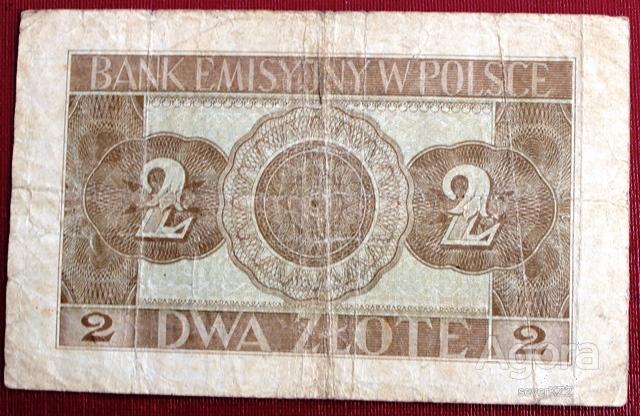 BANK EMISYJNY W POLSCE
2 2
2 DWA ZŁOTE 2
Agora